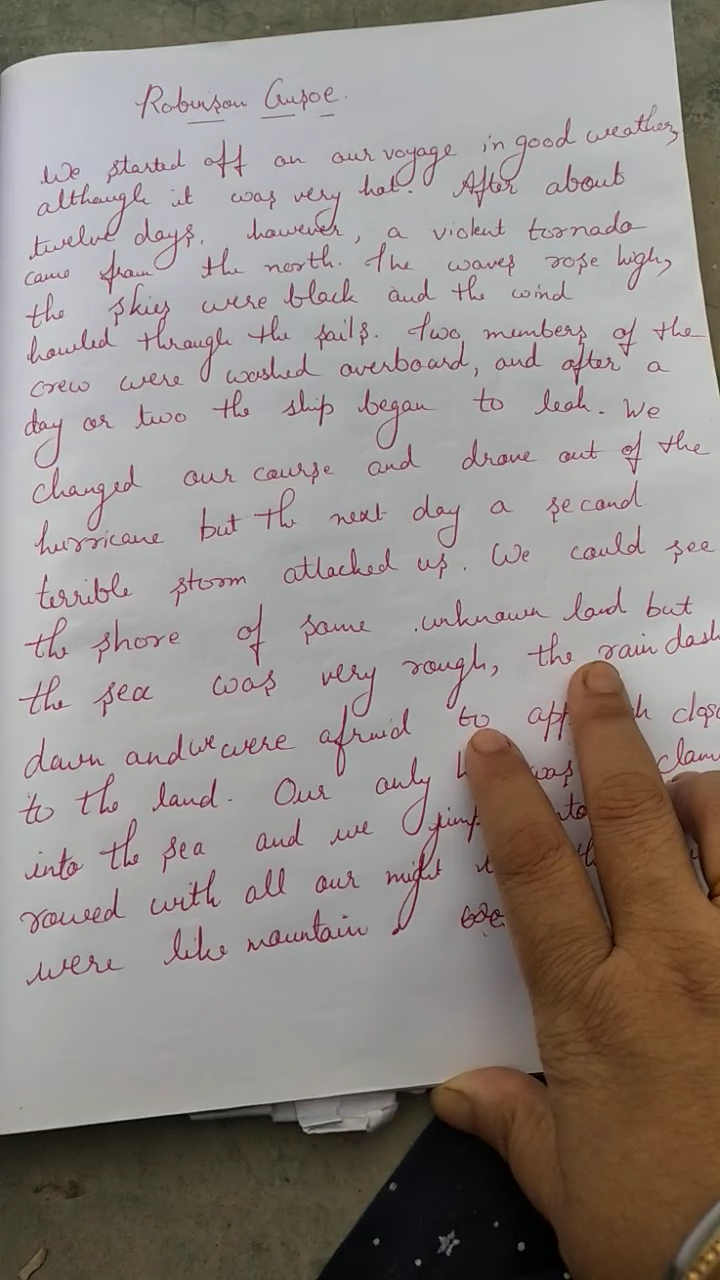 Robinson Crusoe.
We started off on our voyage in good weather,
although it was very hot. After about
twelve days, however, a violent tornado
came from the north. The waves rose high,
the skies were black and the wind
howled through the sails. Two members of the
crew were washed overboard, and after a
day or two the ship began to leak. We
changed our course and drove out of the
hurricane but the next day a second
terrible storm attacked us. We could see
the shore of some unknown land but
the sea was very rough, the rain dash
down and we were afraid to close
to the land. Our only was
into the sea and we
rowed with all our might
were like mountain